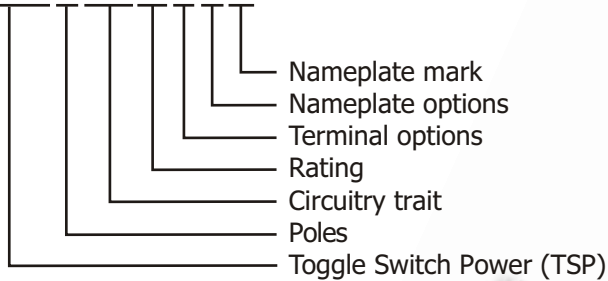 Nameplate mark
Nameplate options
Terminal options
Rating
Circuitry trait
Poles
Toggle Switch Power (TSP)